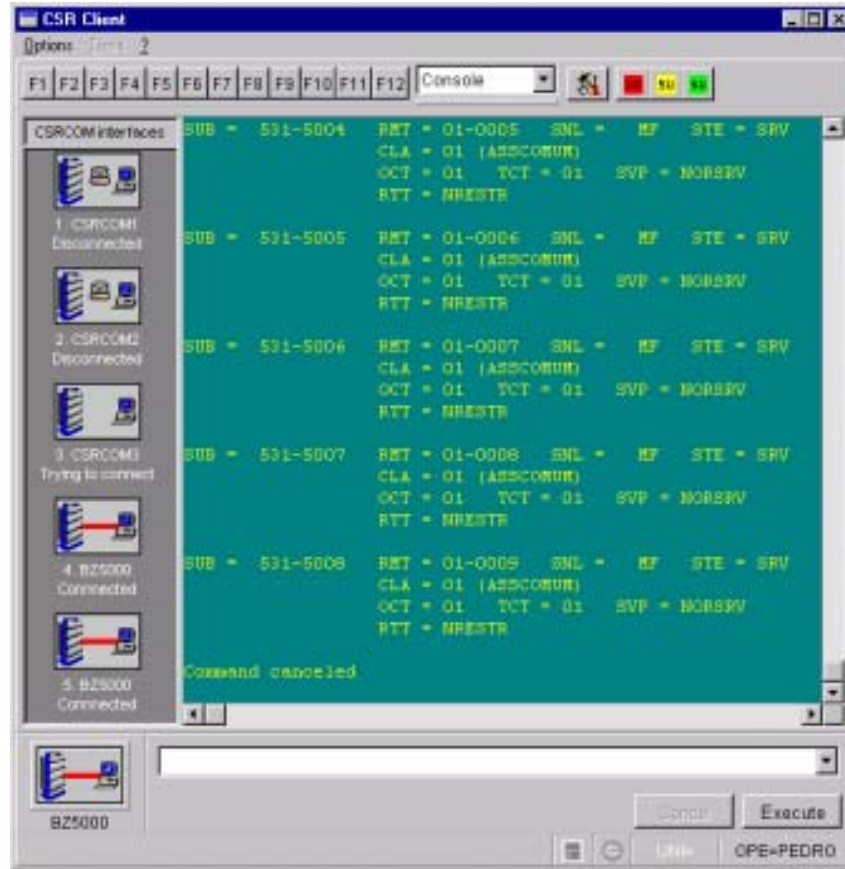 CSR Client
Options ?
F1 F2 F3 F4 F5 F6 F7 F8 F9 F10 F11 F12 Console
CSRCOM interfaces
1. CSRCOM1
Disconnected
2. CSRCOM2
Disconnected
3. CSRCOM3
Trying to connect
4. BZ5000
Connnected
5. BZ5000
Connnected
SUB = 531-5004 RMT = 01-0005 SNL = MF STE = SRV
CLA = 01 (ASSCOMUM)
OCT = 01 TCT = 01 SVP = NORSRV
RTT = NRESTR
SUB = 531-5005 RMT = 01-0006 SNL = MF STE = SRV
CLA = 01 (ASSCOMUM)
OCT = 01 TCT = 01 SVP = NORSRV
RTT = NRESTR
SUB = 531-5006 RMT = 01-0007 SNL = MF STE = SRV
CLA = 01 (ASSCOMUM)
OCT = 01 TCT = 01 SVP = NORSRV
RTT = NRESTR
SUB = 531-5007 RMT = 01-0008 SNL = MF STE = SRV
CLA = 01 (ASSCOMUM)
OCT = 01 TCT = 01 SVP = NORSRV
RTT = NRESTR
SUB = 531-5008 RMT = 01-0009 SNL = MF STE = SRV
CLA = 01 (ASSCOMUM)
OCT = 01 TCT = 01 SVP = NORSRV
RTT = NRESTR
Command canceled
BZ5000
Cancel Execute
OPE=PEDRO